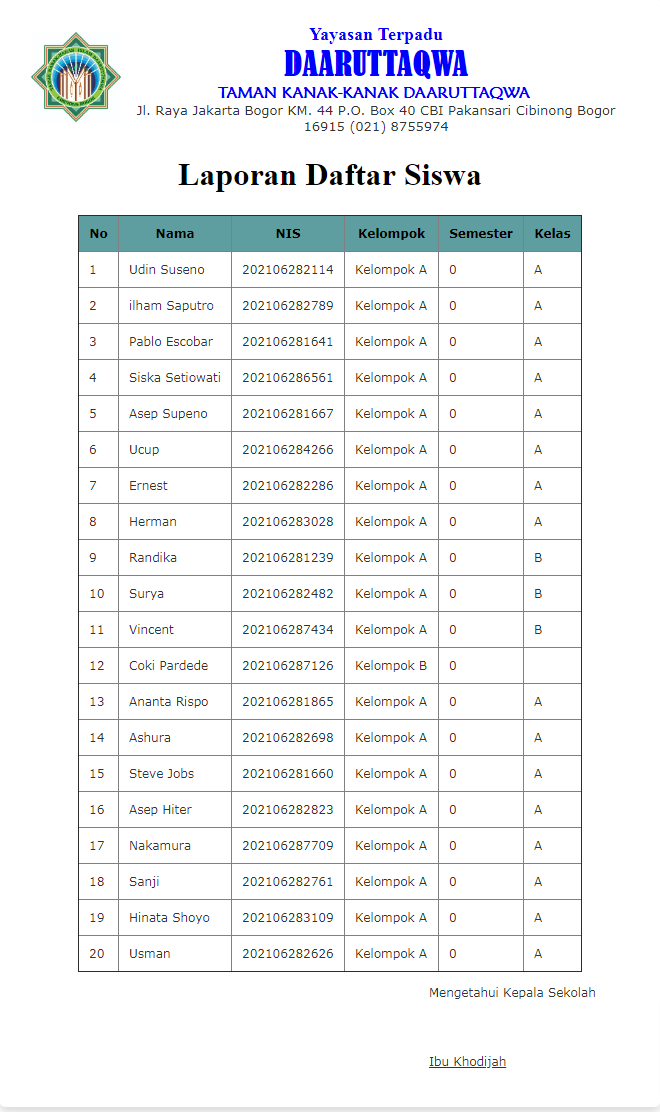 Yayasan Terpadu
DAARUTTAQWA
TAMAN KANAK-KANAK DAARUTTAQWA
Jl. Raya Jakarta Bogor KM. 44 P.O. Box 40 CBI Pakansari Cibinong Bogor
16915 (021) 8755974
Laporan Daftar Siswa
No Nama NIS Kelompok Semester Kelas
1 Udin Suseno 202106282114 Kelompok A 0 A
2 ilham Saputro 202106282789 Kelompok A 0 A
3 Pablo Escobar 202106281641 Kelompok A 0 A
4 Siska Setiowati 202106286561 Kelompok A 0 A
5 Asep Supeno 202106281667 Kelompok A 0 A
6 Ucup 202106284266 Kelompok A 0 A
7 Ernest 202106282286 Kelompok A 0 A
8 Herman 202106283028 Kelompok A 0 A
9 Randika 202106281239 Kelompok A 0 B
10 Surya 202106282482 Kelompok A 0 B
11 Vincent 202106287434 Kelompok A 0 B
12 Coki Pardede 202106287126 Kelompok B 0
13 Ananta Rispo 202106281865 Kelompok A 0 A
14 Ashura 202106282698 Kelompok A 0 A
15 Steve Jobs 202106281660 Kelompok A 0 A
16 Asep Hiter 202106282823 Kelompok A 0 A
17 Nakamura 202106287709 Kelompok A 0 A
18 Sanji 202106282761 Kelompok A 0 A
19 Hinata Shoyo 202106283109 Kelompok A 0 A
20 Usman 202106282626 Kelompok A 0 A
Mengetahui Kepala Sekolah
Ibu Khodijah